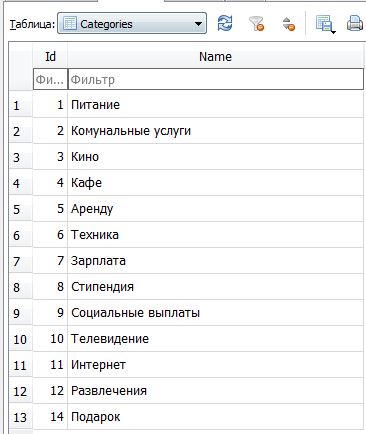 Таблица: Categories
Id Name
Фи... Фильтр
1 1 Питание
2 2 Комунальные услуги
3 3 Кино
4 4 Кафе
5 5 Аренду
6 6 Техника
7 7 Зарплата
8 8 Стипендия
9 9 Социальные выплаты
10 10 Телевидение
11 11 Интернет
12 12 Развлечения
13 14 Подарок